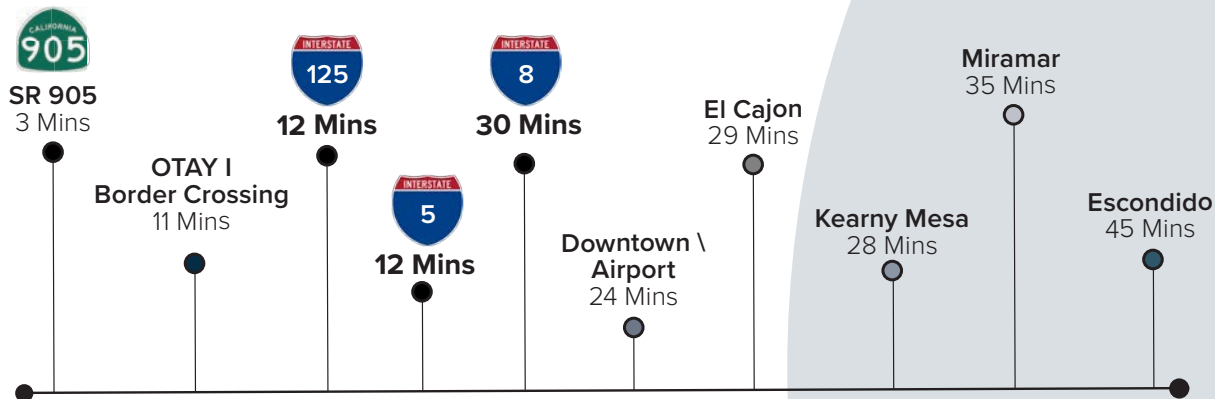 CALIFORNIA
905
SR 905
3 Mins
OTAY I
Border Crossing
11 Mins
INTERSTATE
125
12 Mins
INTERSTATE
5
12 Mins
INTERSTATE
8
30 Mins
Downtown \
Airport
24 Mins
El Cajon
29 Mins
Kearny Mesa
28 Mins
Miramar
35 Mins
Escondido
45 Mins